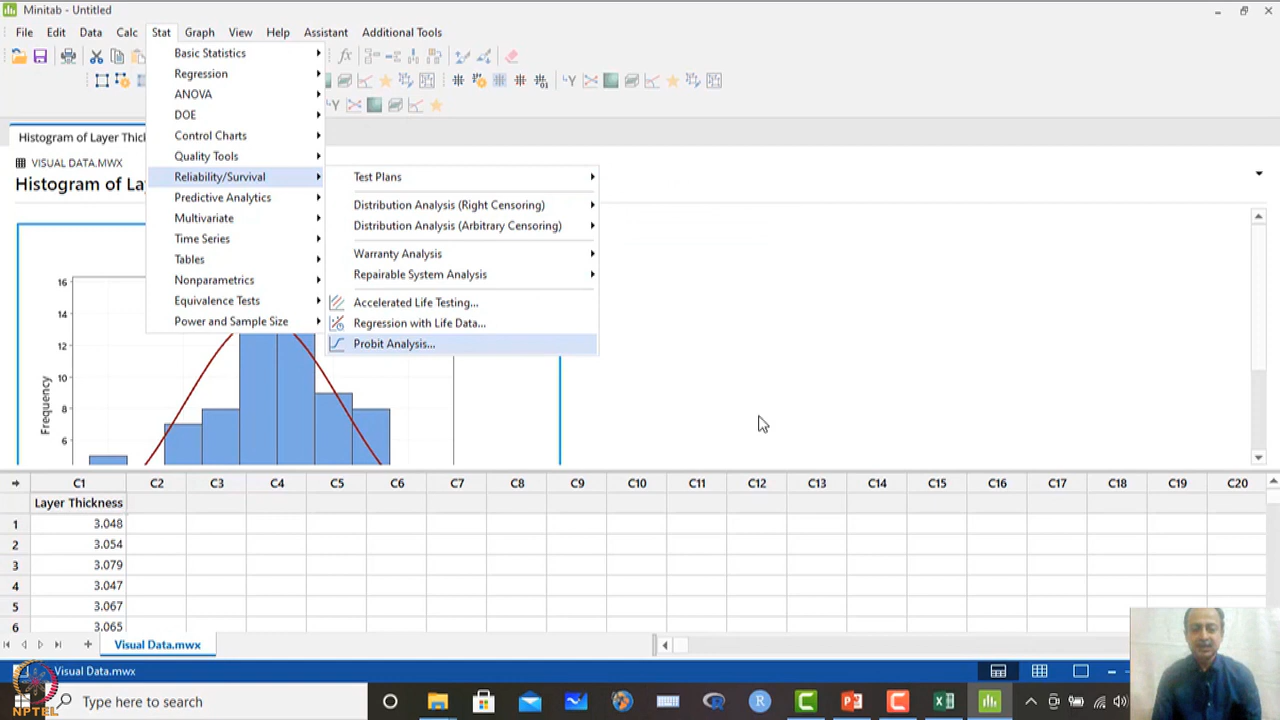 Minitab - Untitled
File Edit Data Calc Stat Graph View Help Assistant Additional Tools
Basic Statistics
Regression
ANOVA
DOE
Control Charts
Quality Tools
Reliability/Survival
Predictive Analytics
Multivariate
Time Series
Tables
Nonparametrics
Equivalence Tests
Power and Sample Size
Test Plans
Distribution Analysis (Right Censoring)
Distribution Analysis (Arbitrary Censoring)
Warranty Analysis
Repairable System Analysis
Accelerated Life Testing...
Regression with Life Data...
Probit Analysis...
Histogram of Layer Thick
VISUAL DATA.MWX
Histogram of La
16
14
12
10
8
6
Frequency
C1 C2 C3 C4 C5 C6 C7 C8 C9 C10 C11 C12 C13 C14 C15 C16 C17 C18 C19 C20
Layer Thickness
1 3.048
2 3.054
3 3.079
4 3.047
5 3.067
6 3.065
Visual Data.mwx
Visual Data.mwx
Type here to search
NPTEL